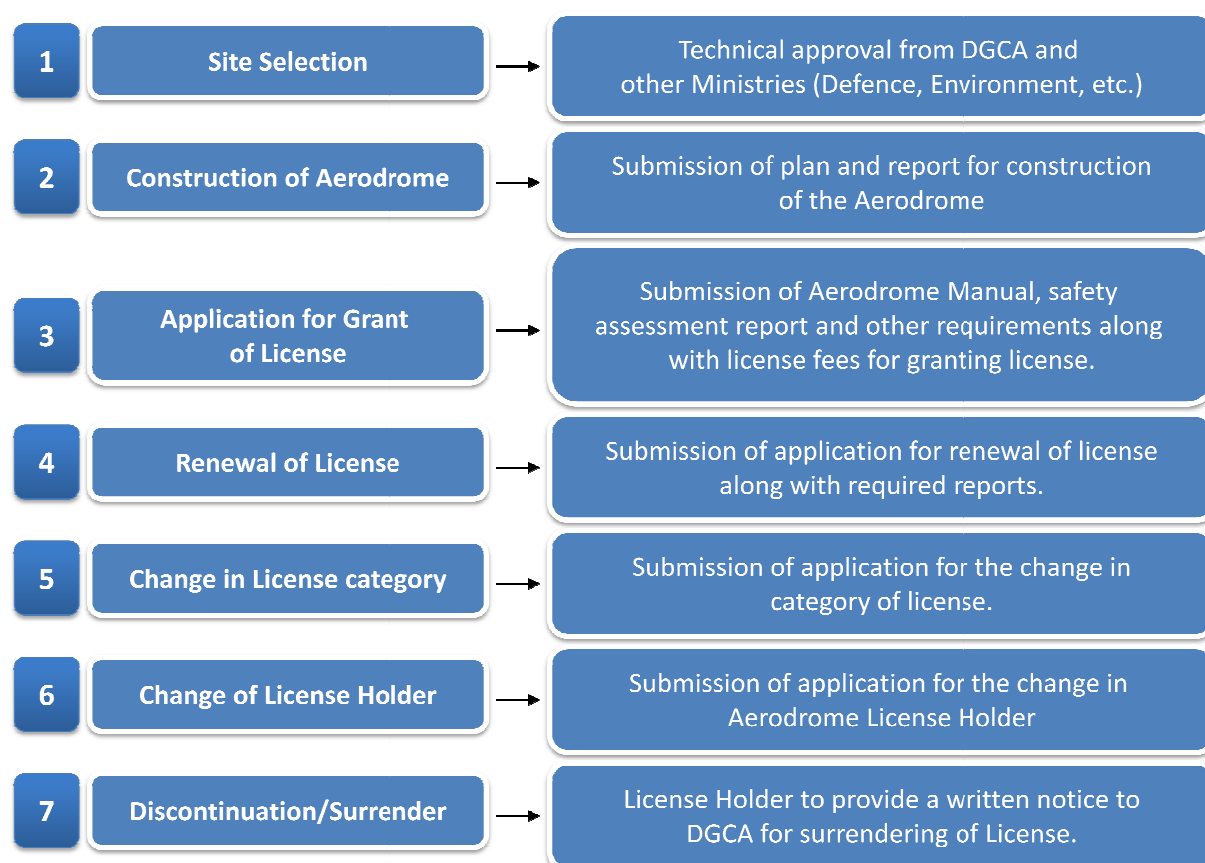 1
Site Selection
Technical approval from DGCA and
other Ministries (Defence, Environment, etc.)
2
Construction of Aerodrome
Submission of plan and report for construction
of the Aerodrome
3
Application for Grant
of License
Submission of Aerodrome Manual, safety
assessment report and other requirements along
with license fees for granting license.
4
Renewal of License
Submission of application for renewal of license
along with required reports.
5
Change in License category
Submission of application for the change in
category of license.
6
Change of License Holder
Submission of application for the change in
Aerodrome License Holder
7
Discontinuation/Surrender
License Holder to provide a written notice to
DGCA for surrendering of License.